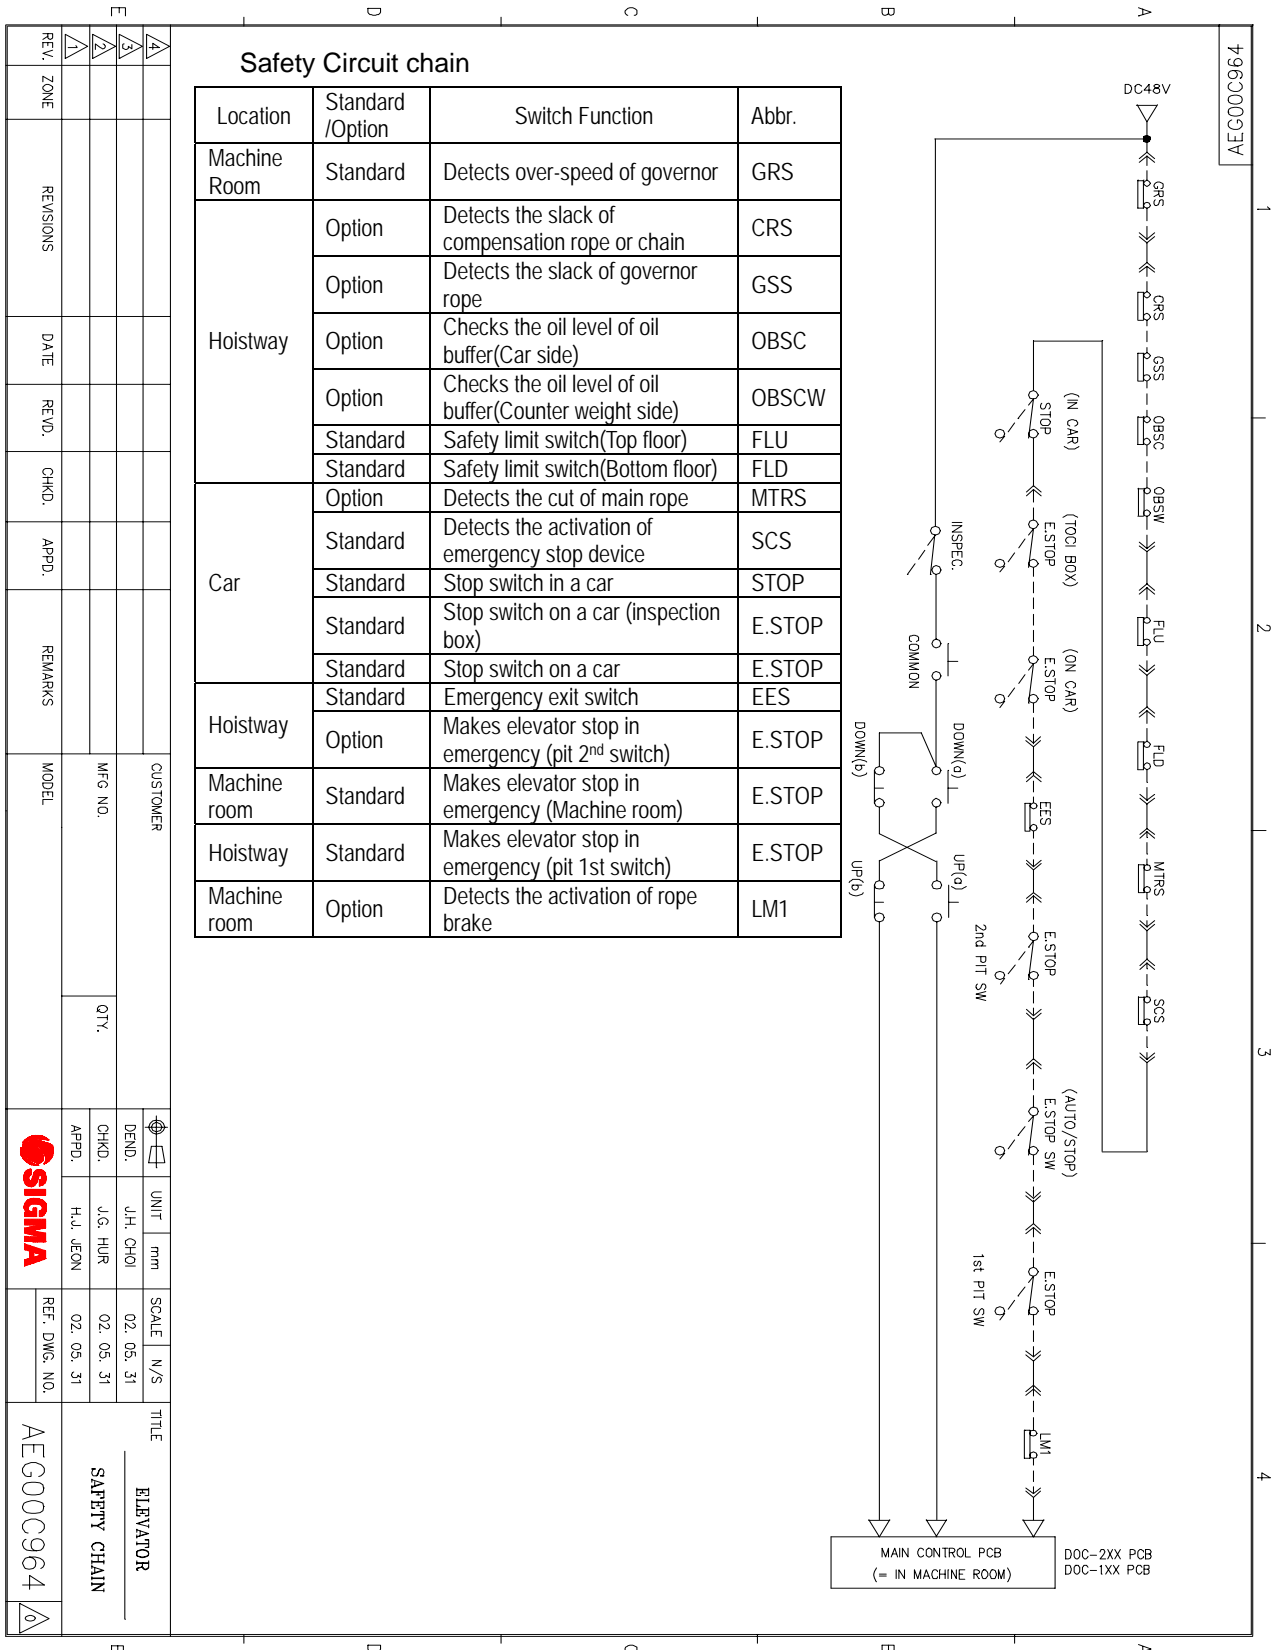 E
D
C
B
A
AEG00C964
Safety Circuit chain
Location
Standard
/Option
Switch Function
Abbr.
Machine
Room
Standard
Detects over-speed of governor
GRS
Hoistway
Option
Detects the slack of
compensation rope or chain
CRS
Option
Detects the slack of governor
rope
GSS
Option
Checks the oil level of oil
buffer(Car side)
OBSC
Option
Checks the oil level of oil
buffer(Counter weight side)
OBSCW
Standard
Safety limit switch(Top floor)
FLU
Standard
Safety limit switch(Bottom floor)
FLD
Car
Option
Detects the cut of main rope
MTRS
Standard
Detects the activation of
emergency stop device
SCS
Standard
Stop switch in a car
STOP
Standard
Stop switch on a car (inspection
box)
E.STOP
Standard
Stop switch on a car
E.STOP
Hoistway
Standard
Emergency exit switch
EES
Option
Makes elevator stop in
emergency (pit 2nd switch)
E.STOP
Machine
room
Standard
Makes elevator stop in
emergency (Machine room)
E.STOP
Hoistway
Standard
Makes elevator stop in
emergency (pit 1st switch)
E.STOP
Machine
room
Option
Detects the activation of rope
brake
LM1
DC48V
GRS
CRS
GSS
OBSC
OBSW
FLU
FLD
MTRS
SCS
(IN CAR)
STOP
(TOCI BOX)
E.STOP
(ON CAR)
E.STOP
EES
E.STOP
2nd PIT SW
(AUTO/STOP)
E.STOP SW
E.STOP
1st PIT SW
LM1
INSPEC.
COMMON
DOWN(a)
DOWN(b)
UP(a)
UP(b)
MAIN CONTROL PCB
(= IN MACHINE ROOM)
DOC-2XX PCB
DOC-1XX PCB
1
2
3
4
4
3
2
1
REV.
ZONE
REVISIONS
DATE
REVD.
CHKD.
APPD.
REMARKS
CUSTOMER
MFG NO.
QTY.
MODEL
UNIT
mm
SCALE
N/S
DEND.
J.H. CHOI
02. 05. 31
CHKD.
J.G. HUR
02. 05. 31
APPD.
H.J. JEON
02. 05. 31
SIGMA
REF. DWG. NO.
TITLE
ELEVATOR
SAFETY CHAIN
AEG00C964
0
E
D
C
B
A